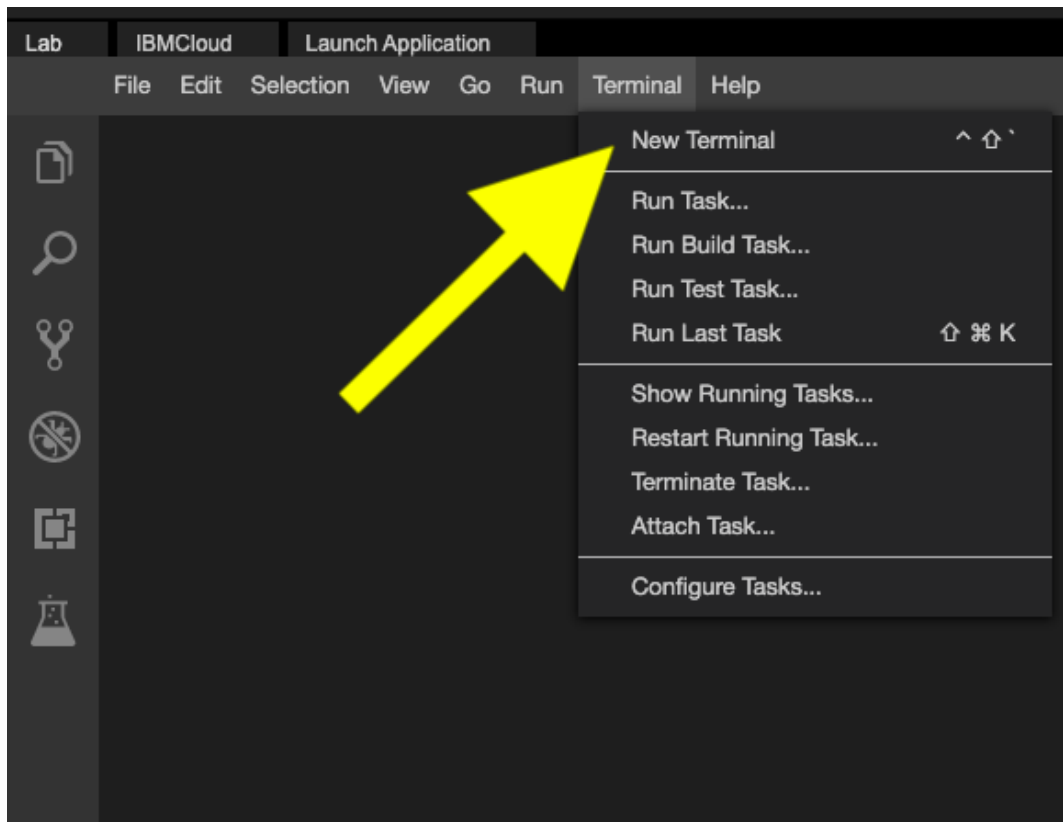 Lab IBMCloud Launch Application
File Edit Selection View Go Run Terminal Help
New Terminal ^ ⇧ `
Run Task...
Run Build Task...
Run Test Task...
Run Last Task ⇧ ⌘ K
Show Running Tasks...
Restart Running Task...
Terminate Task...
Attach Task...
Configure Tasks...